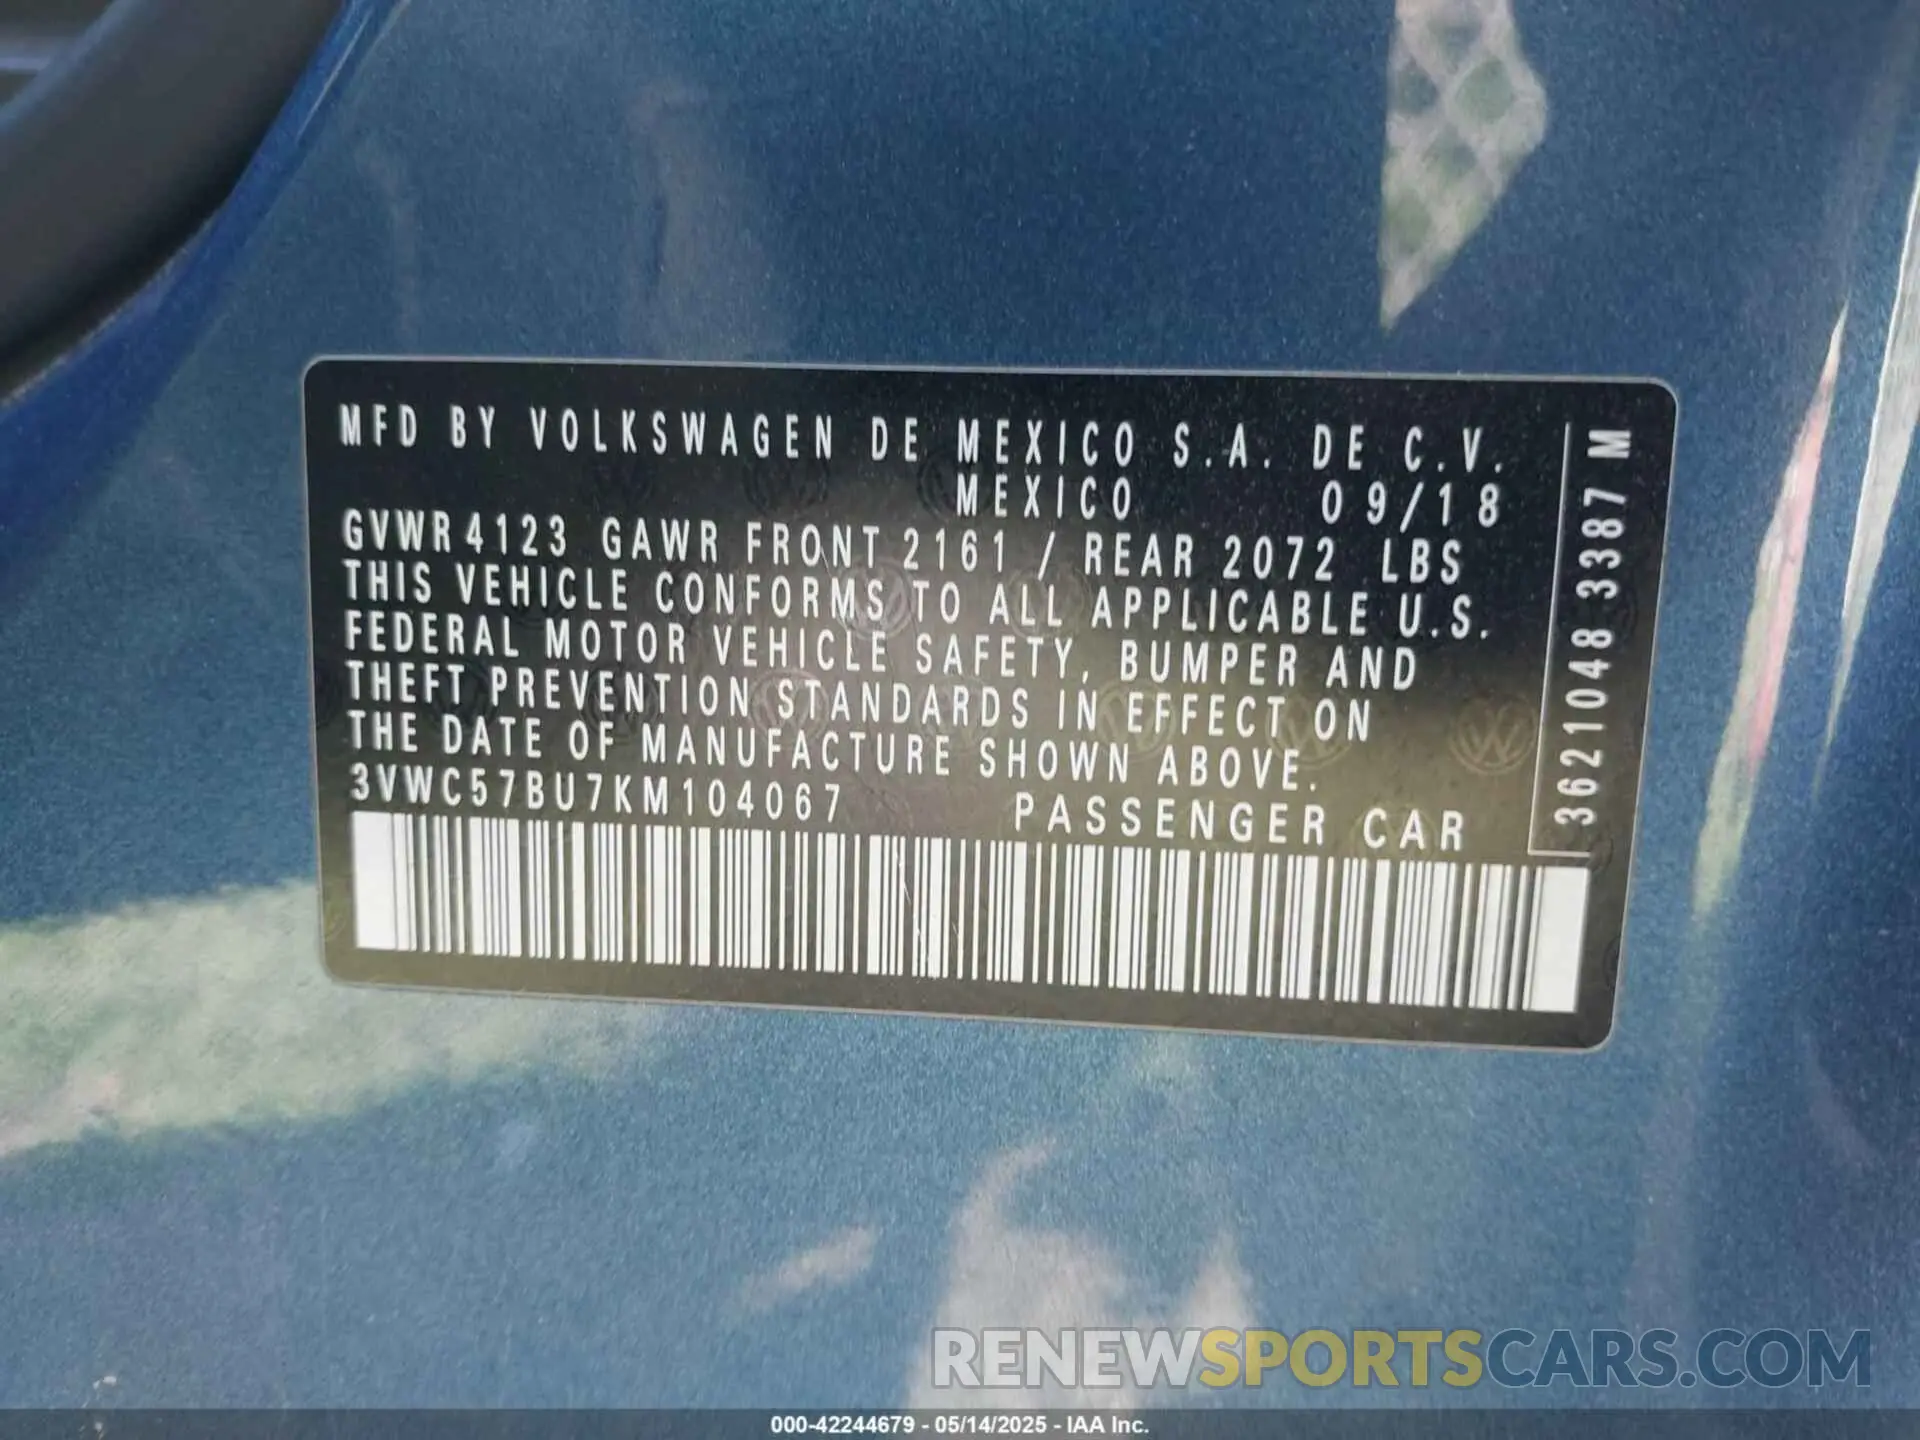 MFD BY VOLKSWAGEN DE MEXICO S.A. DE C.V.
MEXICO 09/18
GVWR 4123 GAWR FRONT 2161 / REAR 2072 LBS
THIS VEHICLE CONFORMS TO ALL APPLICABLE U.S.
FEDERAL MOTOR VEHICLE SAFETY, BUMPER AND
THEFT PREVENTION STANDARDS IN EFFECT ON
THE DATE OF MANUFACTURE SHOWN ABOVE.
3VWC57BU7KM104067 PASSENGER CAR
3621048 3387 M
RENEWSPORTSCARS.COM
000-42244679 - 05/14/2025 - IAA Inc.